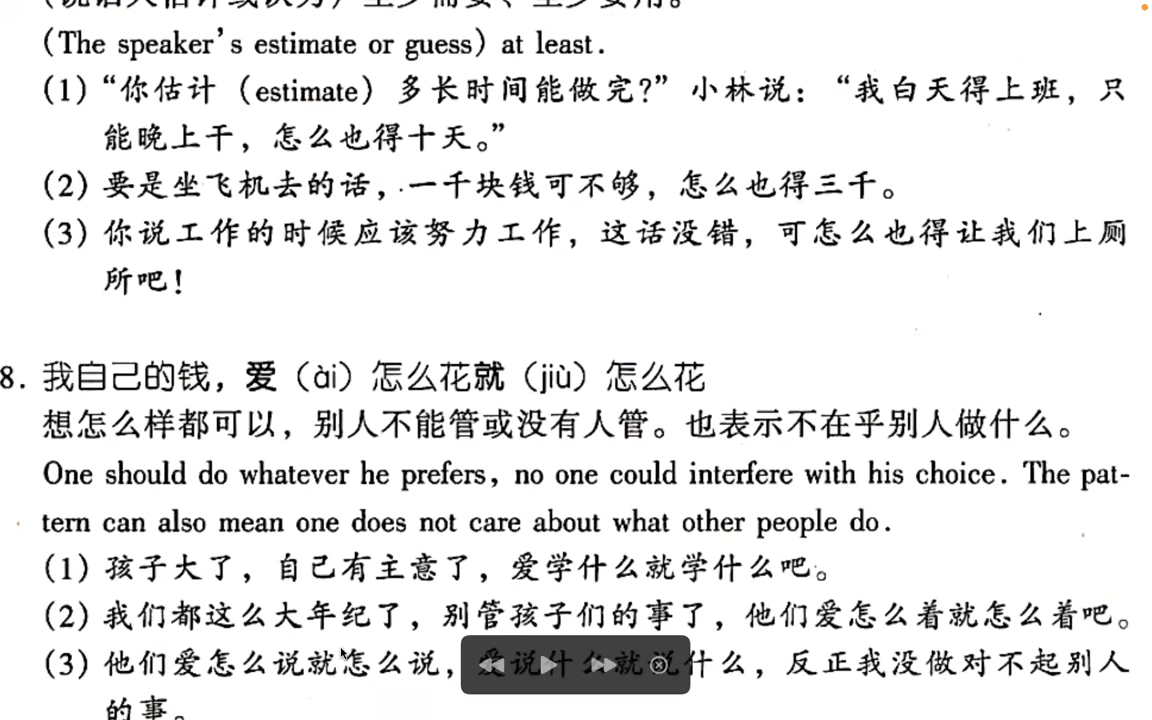 (The speaker's estimate or guess) at least.
(1) “你估计（estimate）多长时间能做完?” 小林说：“我白天得上班，只
能晚上干，怎么也得十天。”
(2) 要是坐飞机去的话，一千块钱可不够，怎么也得三千。
(3) 你说工作的时候应该努力工作，这话没错，可怎么也得让我们上厕
所吧！
8. 我自己的钱，爱（ài）怎么花就（jiù）怎么花
想怎么样都可以，别人不能管或没有人管。也表示不在乎别人做什么。
One should do whatever he prefers, no one could interfere with his choice. The pat-
tern can also mean one does not care about what other people do.
(1) 孩子大了，自己有主意了，爱学什么就学什么吧。
(2) 我们都这么大年纪了，别管孩子们的事了，他们爱怎么着就怎么着吧。
(3) 他们爱怎么说就怎么说，爱说什么就说什么，反正我没做对不起别人
的事。